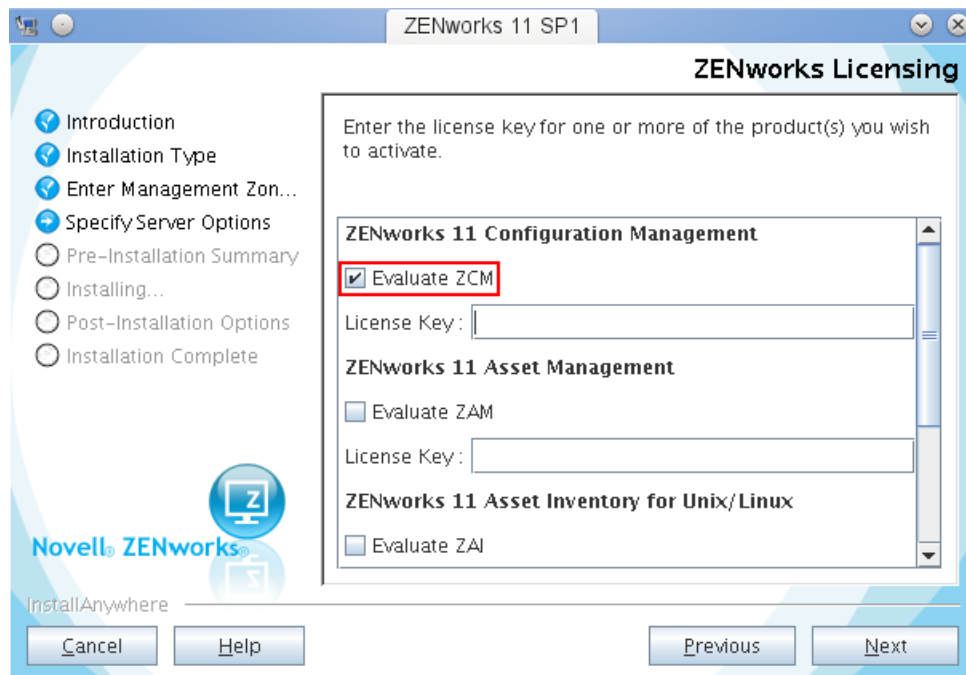 ZENworks 11 SP1
ZENworks Licensing
Introduction
Installation Type
Enter Management Zon...
Specify Server Options
Pre-Installation Summary
Installing...
Post-Installation Options
Installation Complete
Enter the license key for one or more of the product(s) you wish
to activate.
ZENworks 11 Configuration Management
Evaluate ZCM
License Key :
ZENworks 11 Asset Management
Evaluate ZAM
License Key :
ZENworks 11 Asset Inventory for Unix/Linux
Evaluate ZAI
Z
Novell® ZENworks®
InstallAnywhere
Cancel
Help
Previous
Next